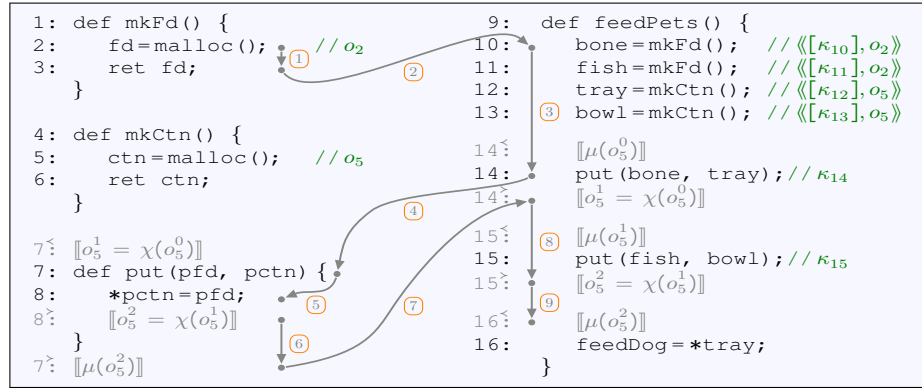 1: def mkFd() {
2: fd=malloc(); //o₂
3: ret fd;
}
4: def mkCtn() {
5: ctn=malloc(); //o₅
6: ret ctn;
}
7≺: ⟦o₅¹ = χ(o₅⁰)⟧
7: def put(pfd, pctn) {
8: *pctn=pfd;
8≻: ⟦o₅² = χ(o₅¹)⟧
}
7≻: ⟦μ(o₅²)⟧
1
2
5
6
4
7
9: def feedPets() {
10: bone=mkFd(); //⟪[κ₁₀],o₂⟫
11: fish=mkFd(); //⟪[κ₁₁],o₂⟫
12: tray=mkCtn(); //⟪[κ₁₂],o₅⟫
13: bowl=mkCtn(); //⟪[κ₁₃],o₅⟫
14≺: ⟦μ(o₅⁰)⟧
14: put(bone, tray); //κ₁₄
14≻: ⟦o₅¹ = χ(o₅⁰)⟧
15≺: ⟦μ(o₅¹)⟧
15: put(fish, bowl); //κ₁₅
15≻: ⟦o₅² = χ(o₅¹)⟧
16≺: ⟦μ(o₅²)⟧
16: feedDog=*tray;
}
3
8
9